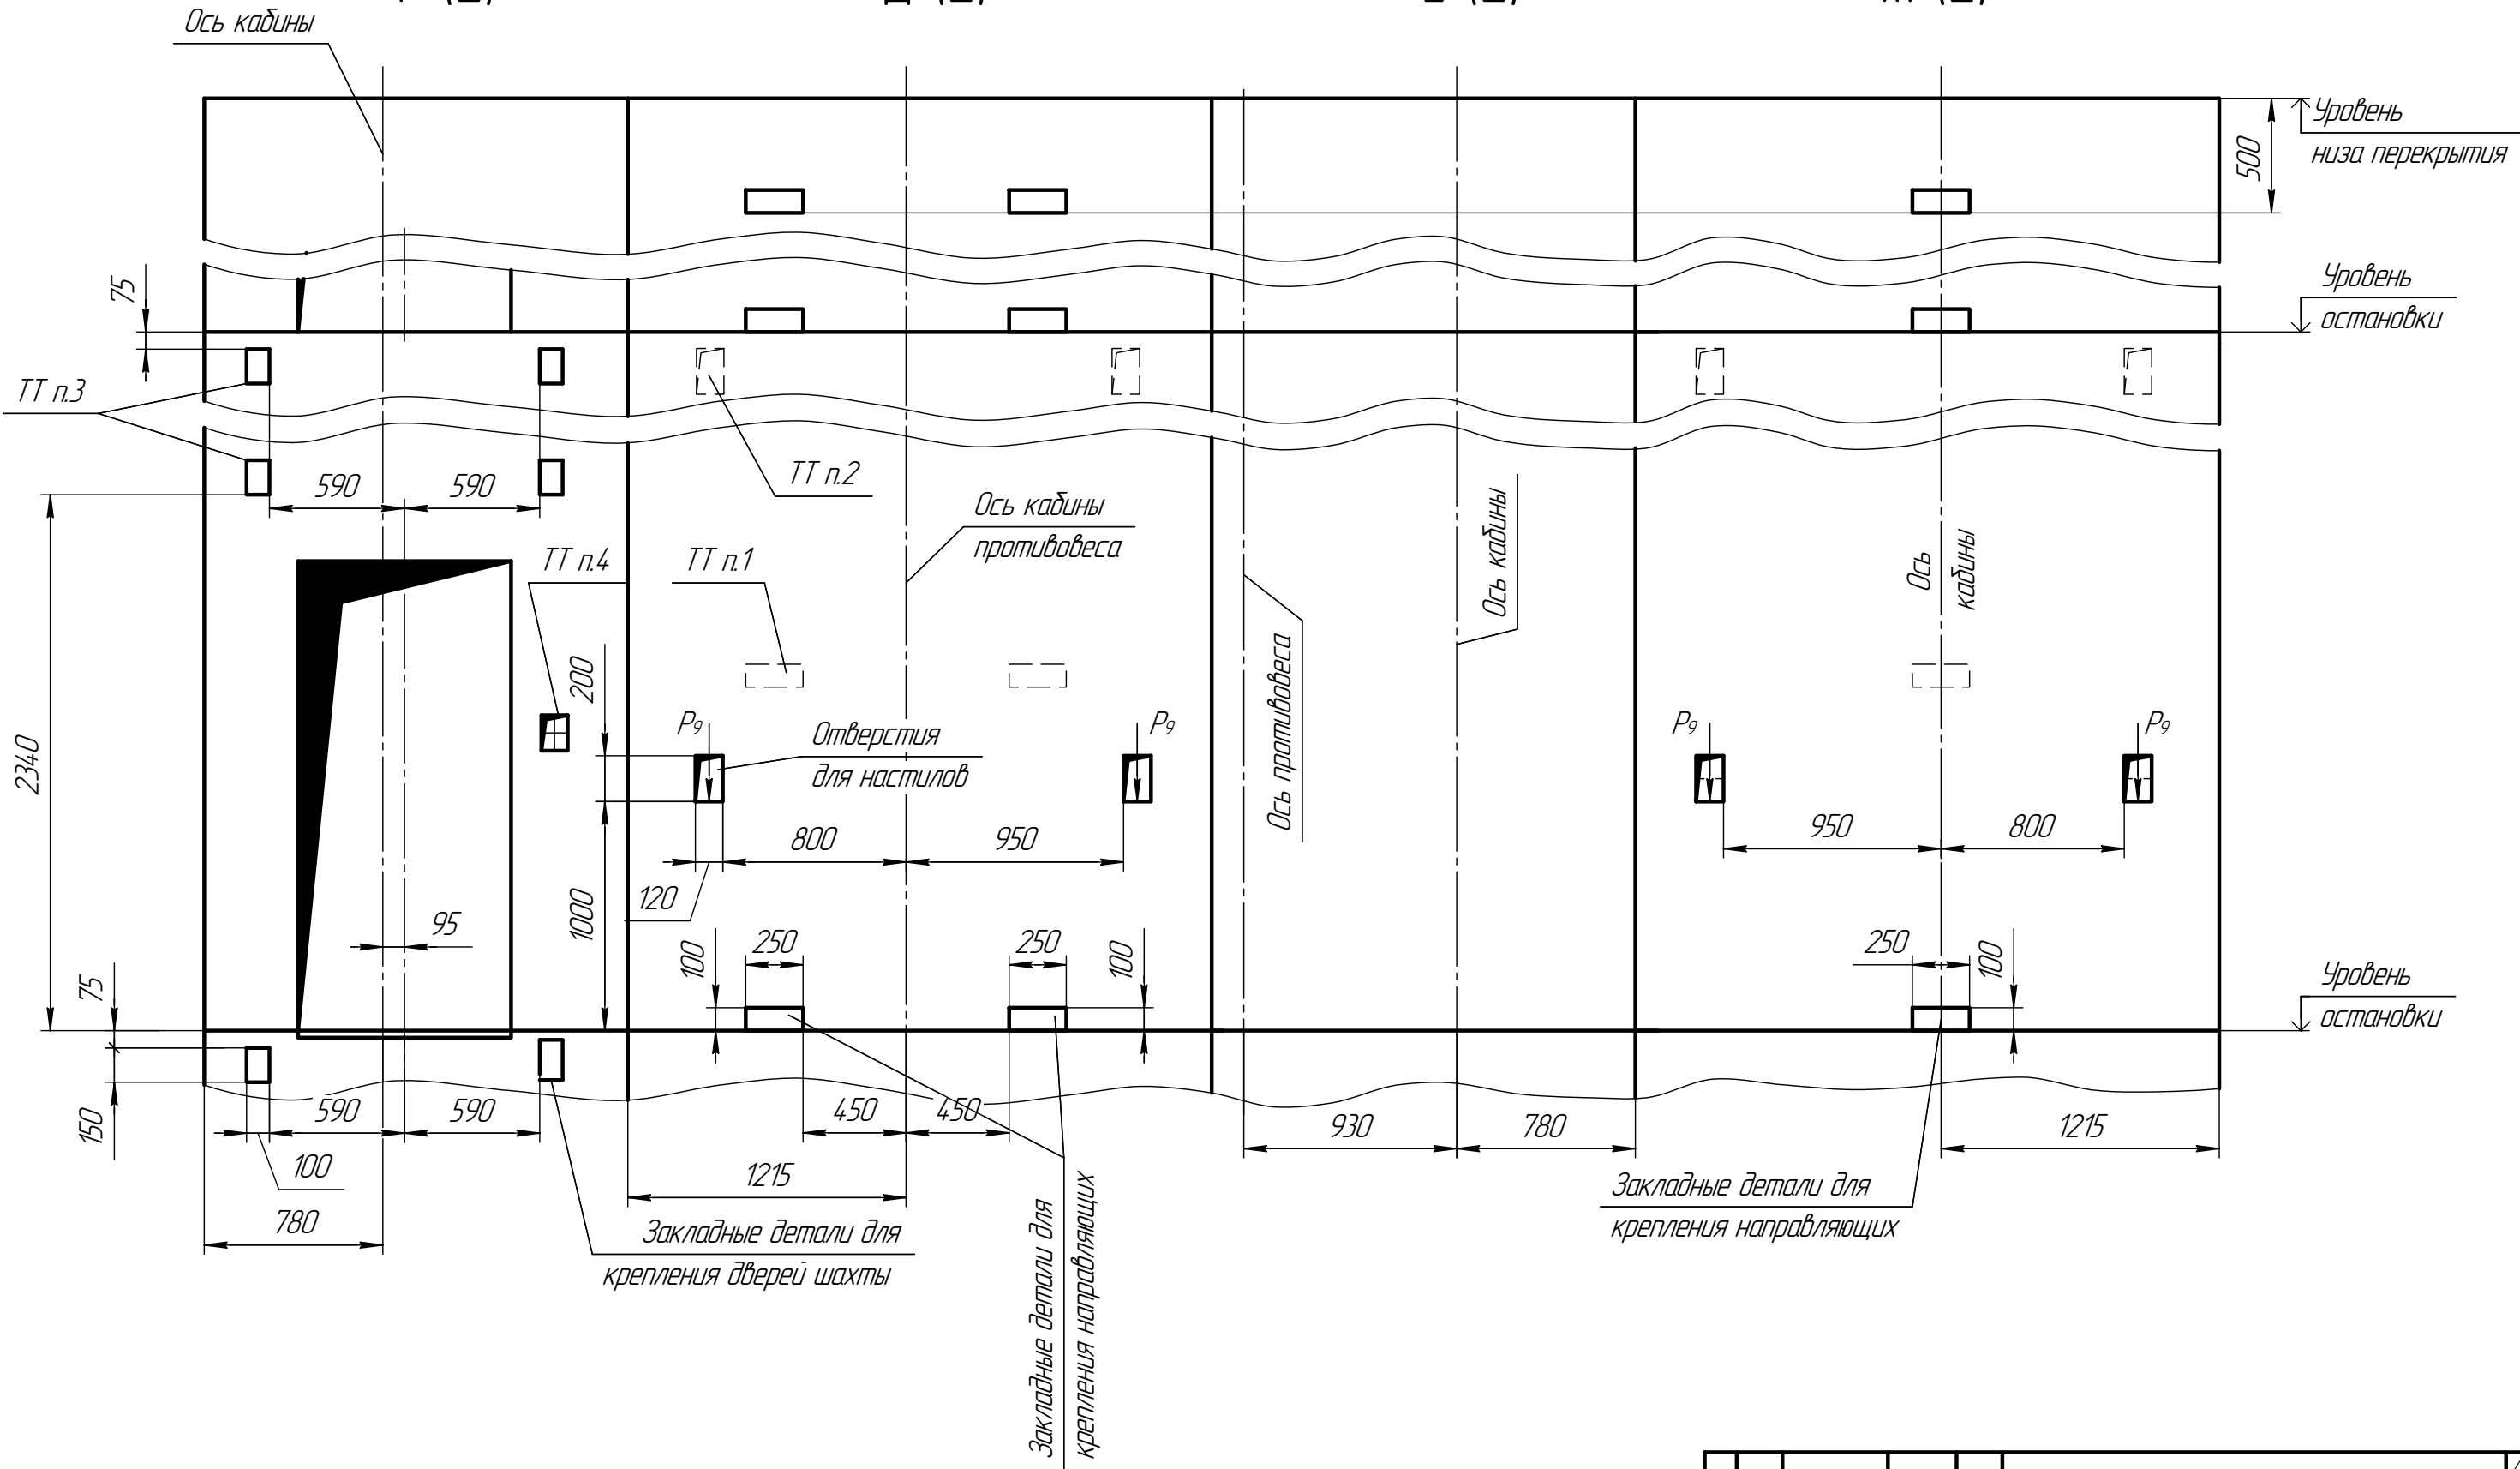 Ось кабины
Уровень
низа перекрытия
500
75
Уровень
остановки
ТТ п.3
590
590
ТТ п.2
Ось кабины
противовеса
Ось кабины
Ось
кабины
ТТ п.4
ТТ п.1
2340
200
P9
Отверстия
для настилов
P9
Ось противовеса
P9
P9
800
950
950
800
120
1000
95
100
250
250
100
250
100
75
Уровень
остановки
150
590
590
450
450
930
780
1215
100
1215
780
Закладные детали для
крепления дверей шахты
Закладные детали для
крепления направляющих
Закладные детали для
крепления направляющих